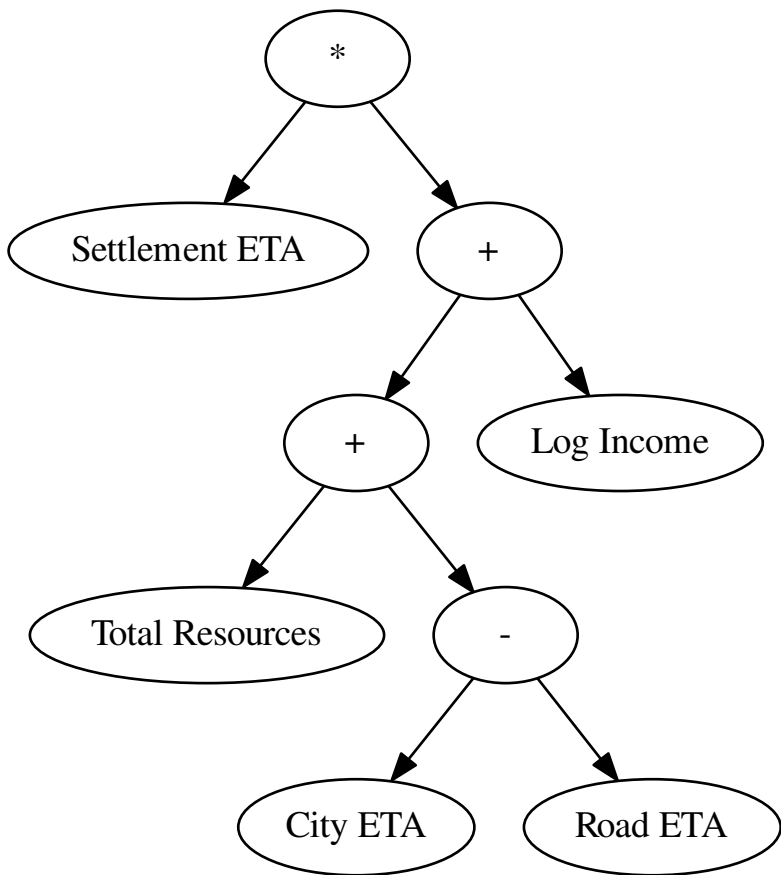 *
Settlement ETA
+
+
Log Income
Total Resources
-
City ETA
Road ETA